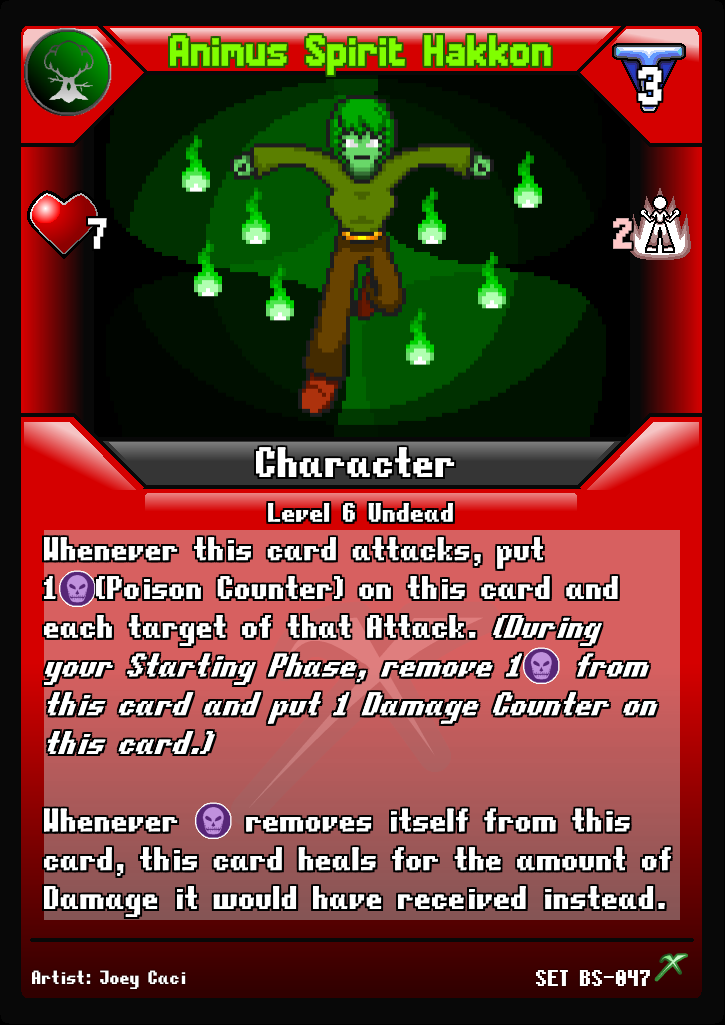 Animus Spirit Hakkon
3
7
2
Character
Level 6 Undead
Whenever this card attacks, put
1(Poison Counter) on this card and
each target of that Attack. (During
your Starting Phase, remove 1 from
this card and put 1 Damage Counter on
this card.)
Whenever removes itself from this
card, this card heals for the amount of
Damage it would have received instead.
Artist: Joey Caci
SET BS-047